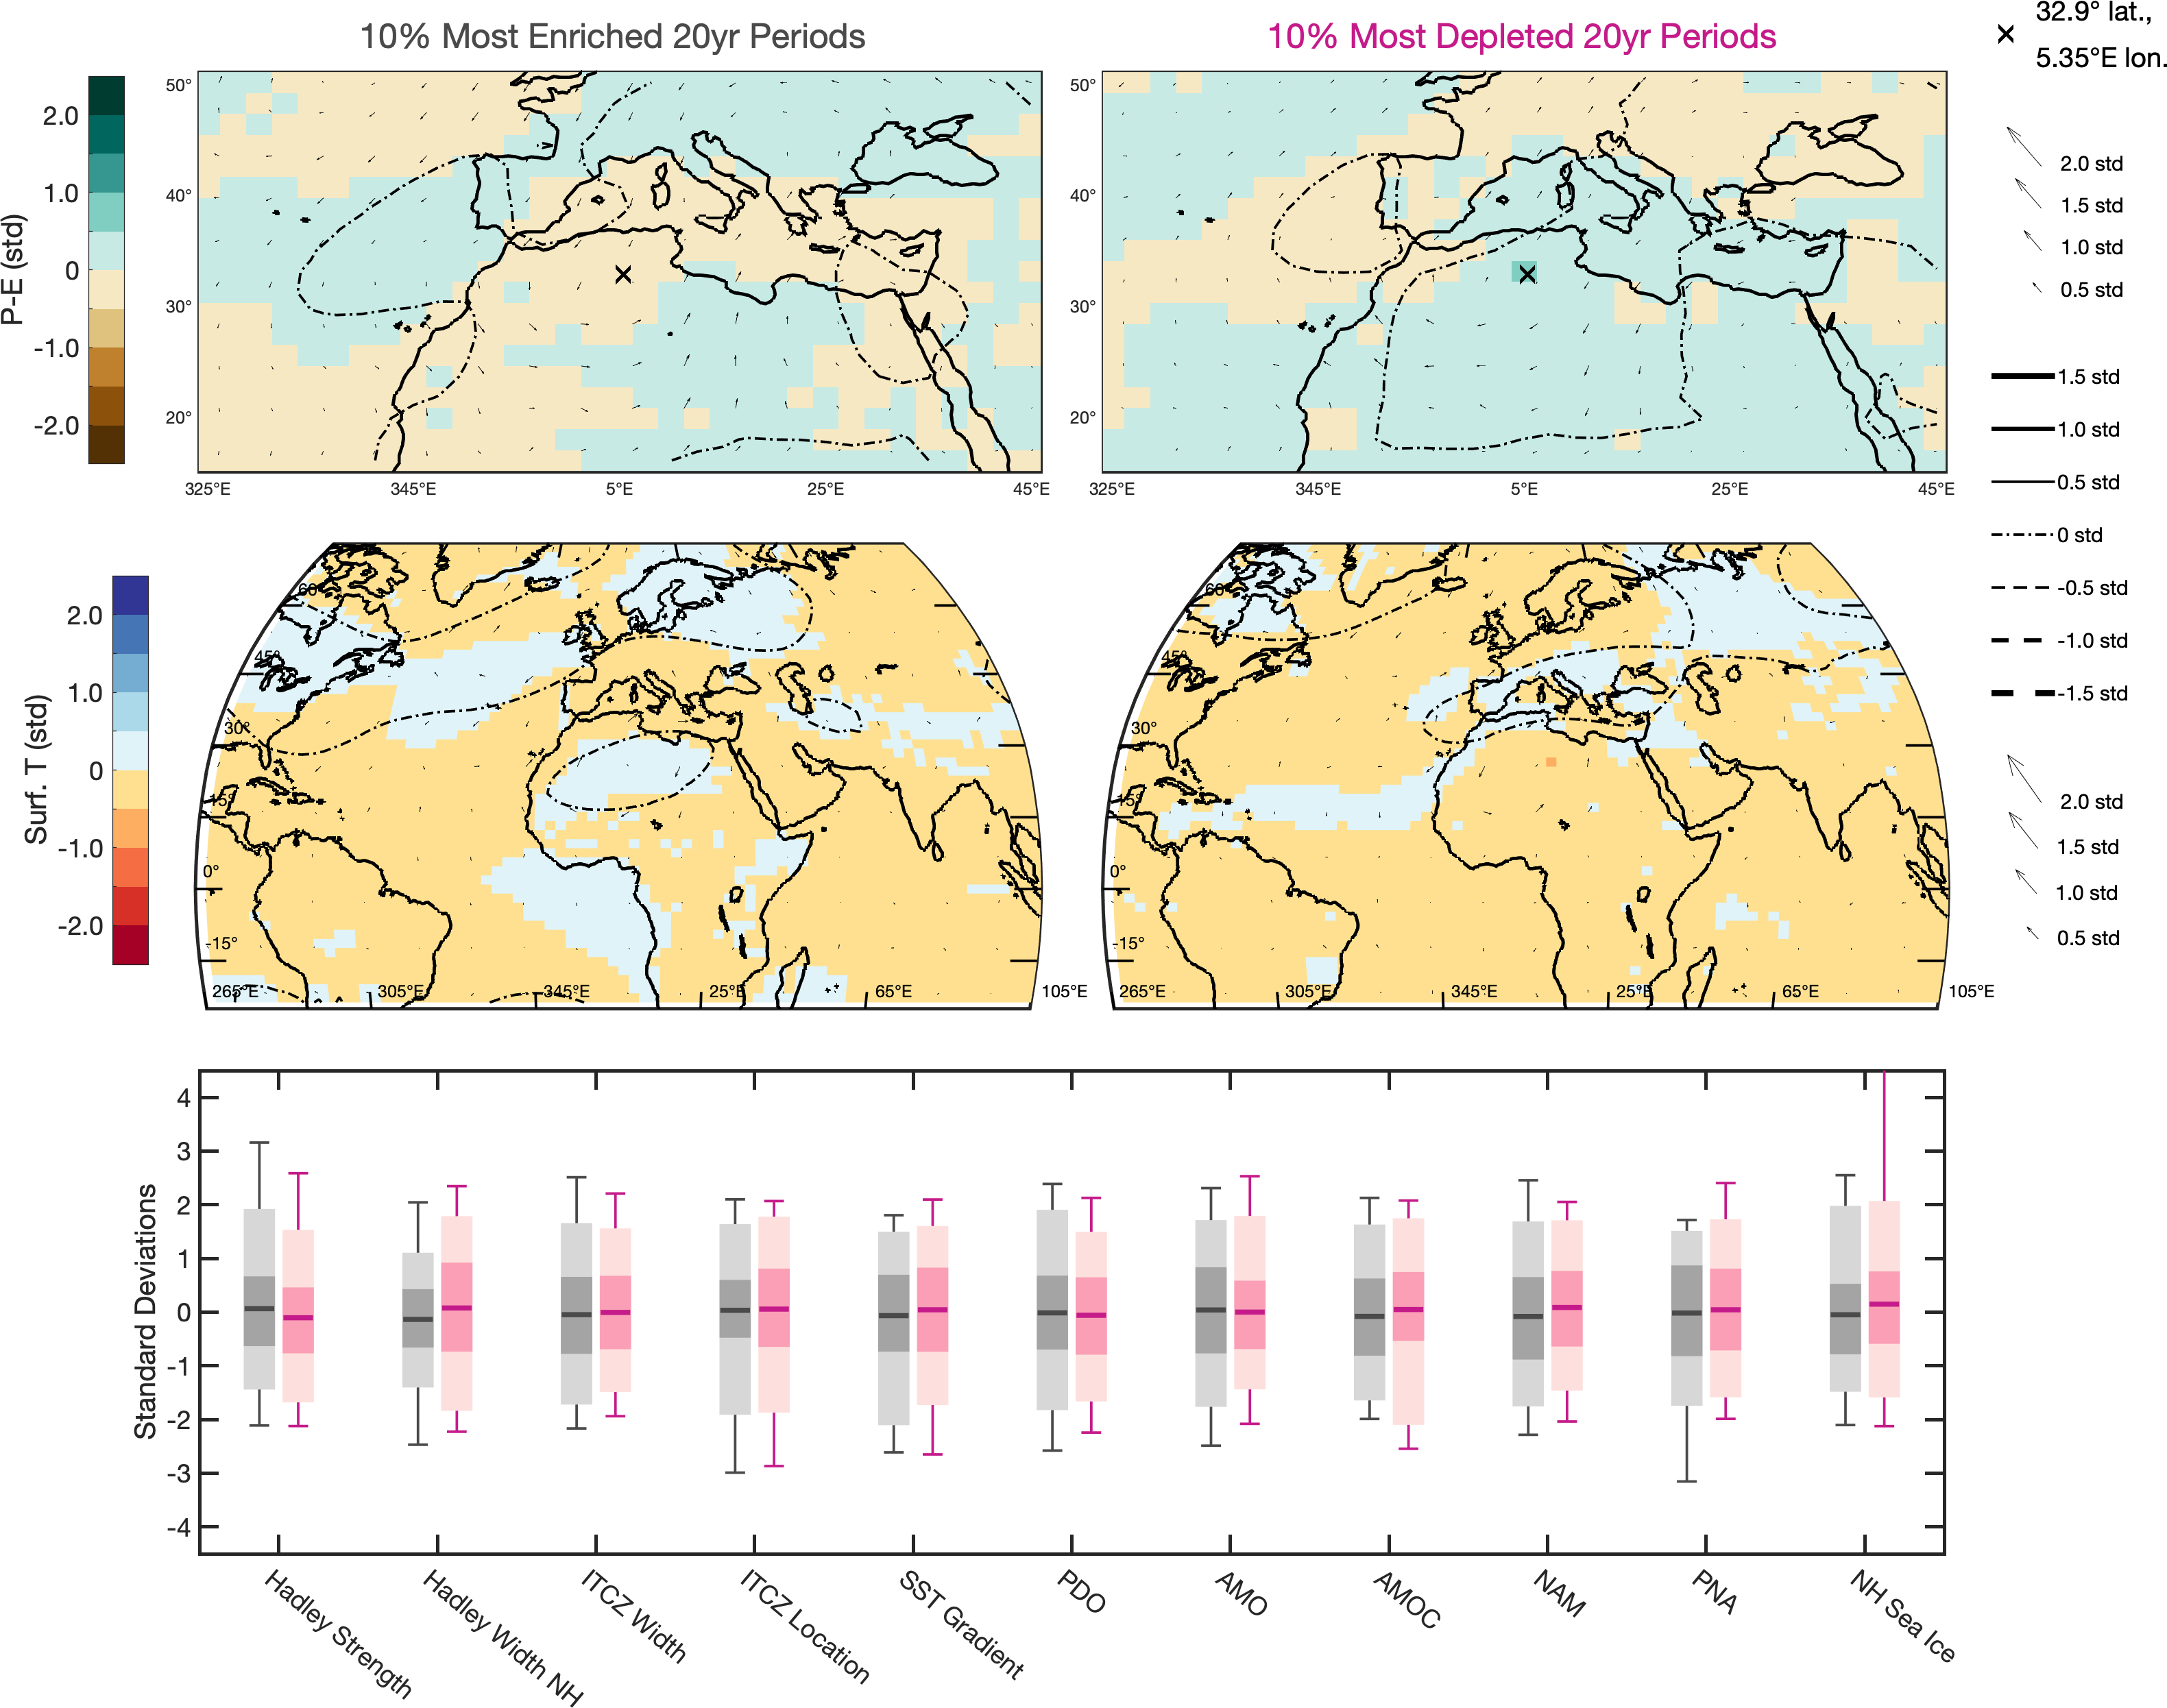 10% Most Enriched 20yr Periods
10% Most Depleted 20yr Periods
32.9° lat.,
5.35°E lon.
P-E (std)
2.0
1.0
0
-1.0
-2.0
50°
40°
30°
20°
325°E
345°E
5°E
25°E
45°E
50°
40°
30°
20°
325°E
345°E
5°E
25°E
45°E
2.0 std
1.5 std
1.0 std
0.5 std
1.5 std
1.0 std
0.5 std
0 std
-0.5 std
-1.0 std
-1.5 std
Surf. T (std)
2.0
1.0
0
-1.0
-2.0
60°
45°
30°
15°
0°
-15°
265°E
305°E
345°E
25°E
65°E
105°E
60°
45°
30°
15°
0°
-15°
265°E
305°E
345°E
25°E
65°E
105°E
2.0 std
1.5 std
1.0 std
0.5 std
Standard Deviations
4
3
2
1
0
-1
-2
-3
-4
Hadley Strength
Hadley Width NH
ITCZ Width
ITCZ Location
SST Gradient
PDO
AMO
AMOC
NAM
PNA
NH Sea Ice